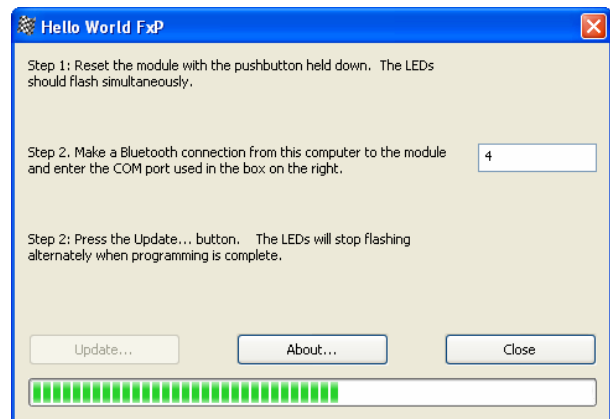 Hello World FxP
Step 1: Reset the module with the pushbutton held down. The LEDs
should flash simultaneously.
Step 2. Make a Bluetooth connection from this computer to the module
and enter the COM port used in the box on the right.
4
Step 2: Press the Update... button. The LEDs will stop flashing
alternately when programming is complete.
Update...
About...
Close